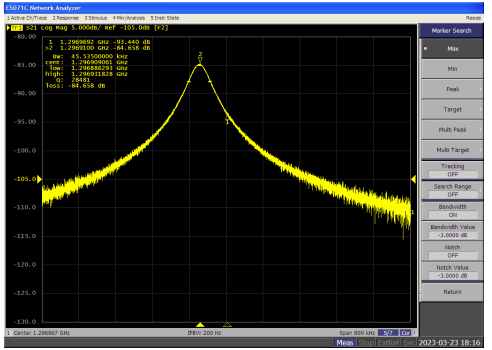 E5071C Network Analyzer
1 Active Ch/Trace 2 Response 3 Stimulus 4 Mkr/Analysis 5 Instr State
Resize
Tr1 S21 Log Mag 5.000dB/ Ref -105.0dB [F2]
-80.00
1 1.2969692 GHz -93.440 dB
>2 1.2969100 GHz -84.658 dB
BW: 45.53500000 kHz
cent: 1.296909061 GHz
low: 1.296886293 GHz
high: 1.296931828 GHz
Q: 28481
loss: -84.658 dB
2
-85.00
-90.00
-95.00
1
-100.0
-105.0
-110.0
-115.0
-120.0
-125.0
-130.0
Marker Search
Max
Min
Peak
Target
Multi Peak
Multi Target
Tracking
OFF
Search Range
OFF
Bandwidth
ON
Bandwidth Value
-3.0000 dB
Notch
OFF
Notch Value
-3.0000 dB
Return
1 Center 1.296967 GHz
IFBW 200 Hz
Span 800 kHz
Cor
Meas Stop ExtRef Svc 2023-03-23 18:16